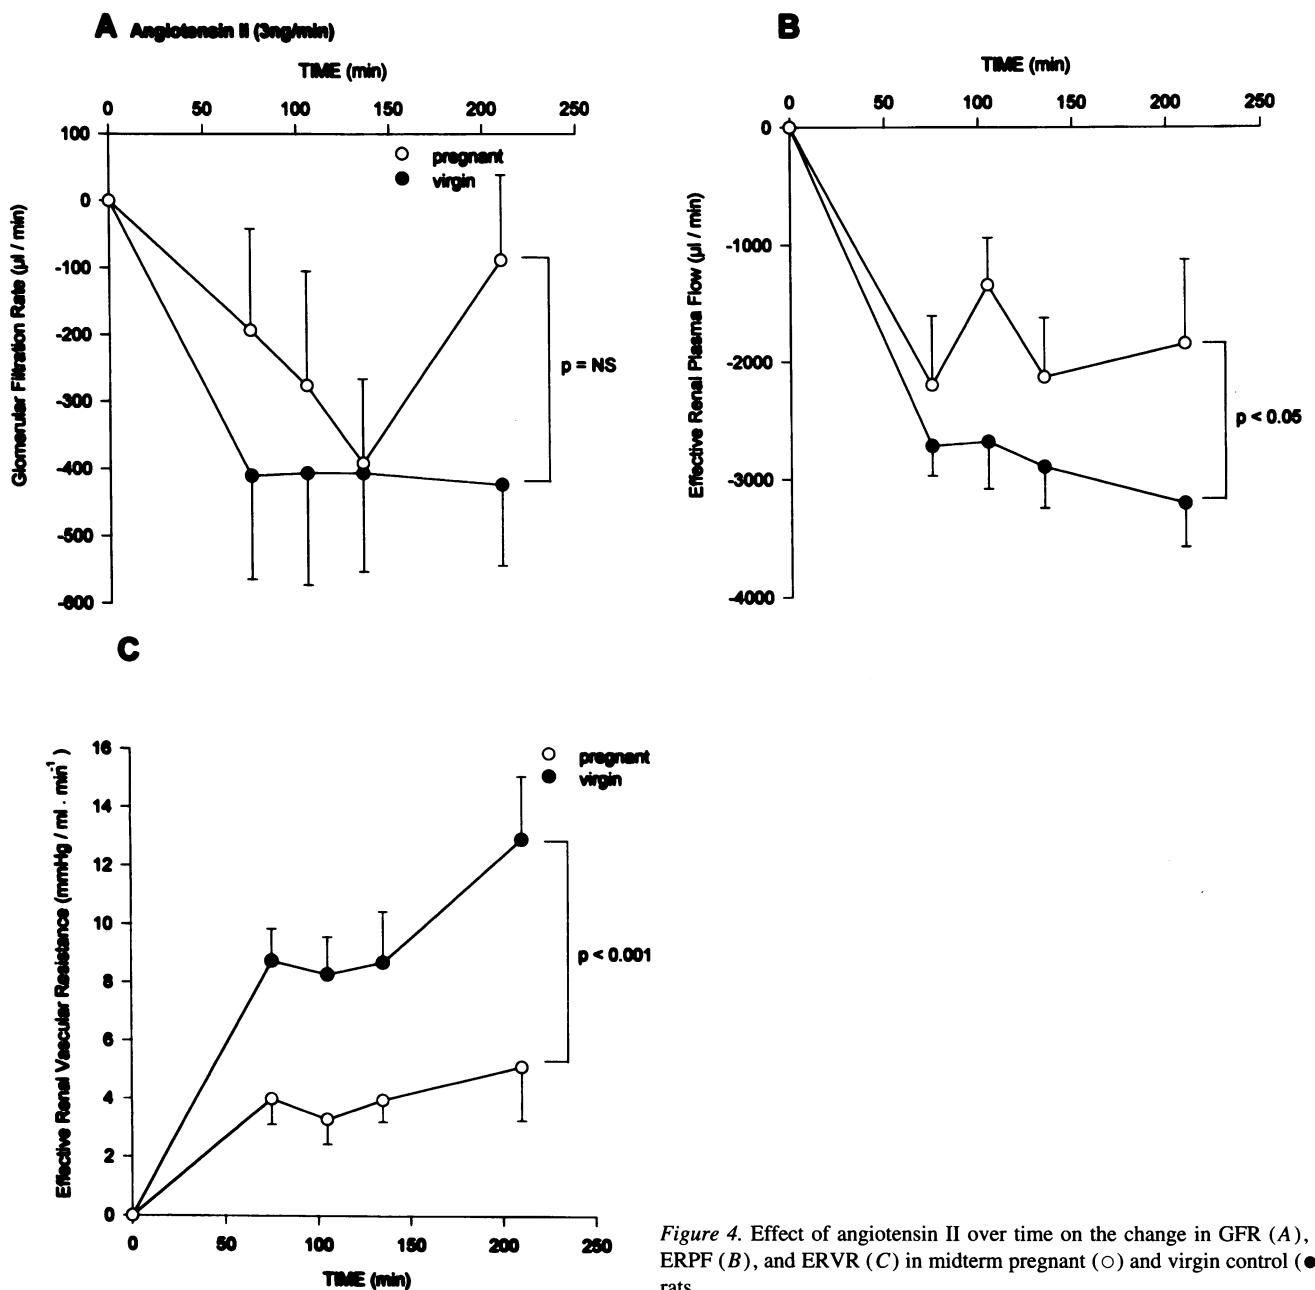 A Angiotensin II (3ng/min)
TIME (min)
0 50 100 150 200 250
100
0
-100
-200
-300
-400
-500
-600
Glomerular Filtration Rate (µl / min)
pregnant
virgin
p = NS
B
TIME (min)
0 50 100 150 200 250
0
-1000
-2000
-3000
-4000
Effective Renal Plasma Flow (µl / min)
p < 0.05
C
16
14
12
10
8
6
4
2
0
Effective Renal Vascular Resistance (mmHg / ml · min⁻¹)
pregnant
virgin
p < 0.001
0 50 100 150 200 250
TIME (min)
Figure 4. Effect of angiotensin II over time on the change in GFR (A),
ERPF (B), and ERVR (C) in midterm pregnant (○) and virgin control (●
rats